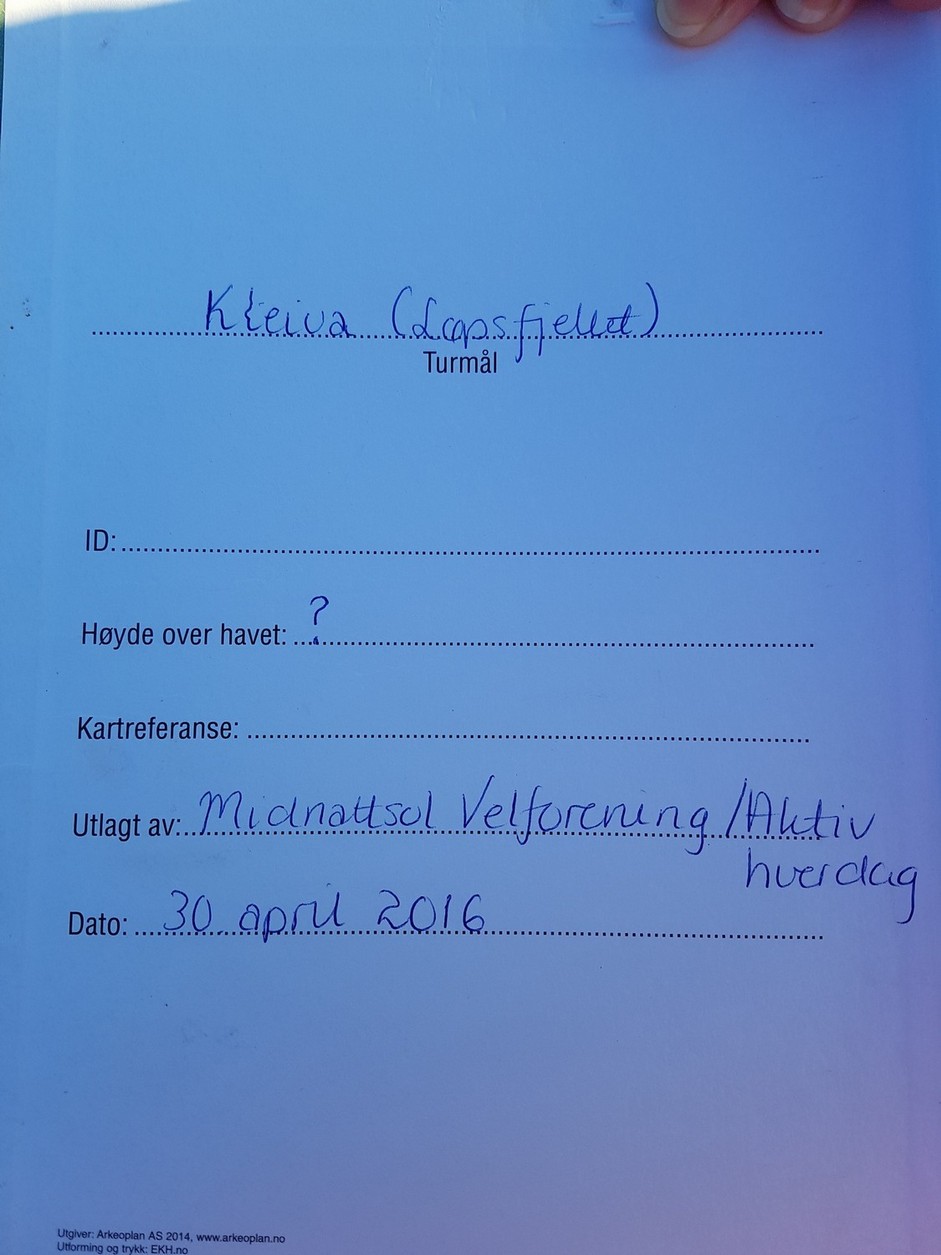 Kleiva (Lapsfjellet)
Turmål
ID:
Høyde over havet: ?
Kartreferanse:
Utlagt av: Midnattsol Velforening / Aktiv
hverdag
Dato: 30 april 2016
Utgiver: Arkeoplan AS 2014, www.arkeoplan.no
Utforming og trykk: EKH.no